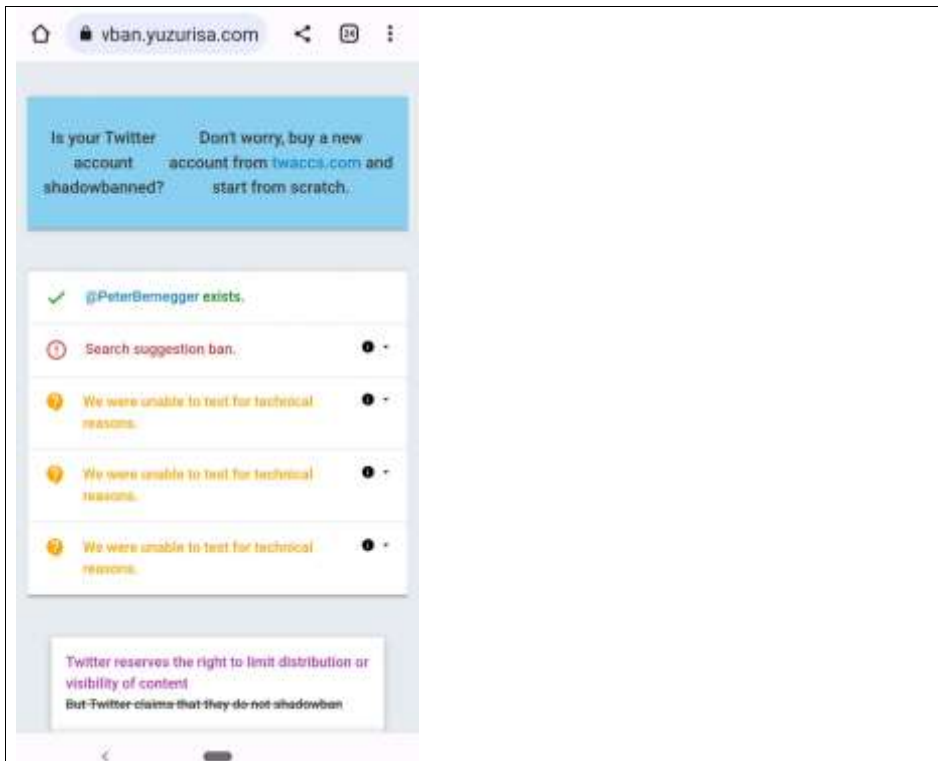 vban.yuzurisa.com
24
Is your Twitter
account
shadowbanned?
Don't worry, buy a new
account from twaccs.com and
start from scratch.
@PeterBernegger exists.
Search suggestion ban.
We were unable to test for technical
reasons.
We were unable to test for technical
reasons.
We were unable to test for technical
reasons.
Twitter reserves the right to limit distribution or
visibility of content
But Twitter claims that they do not shadowban